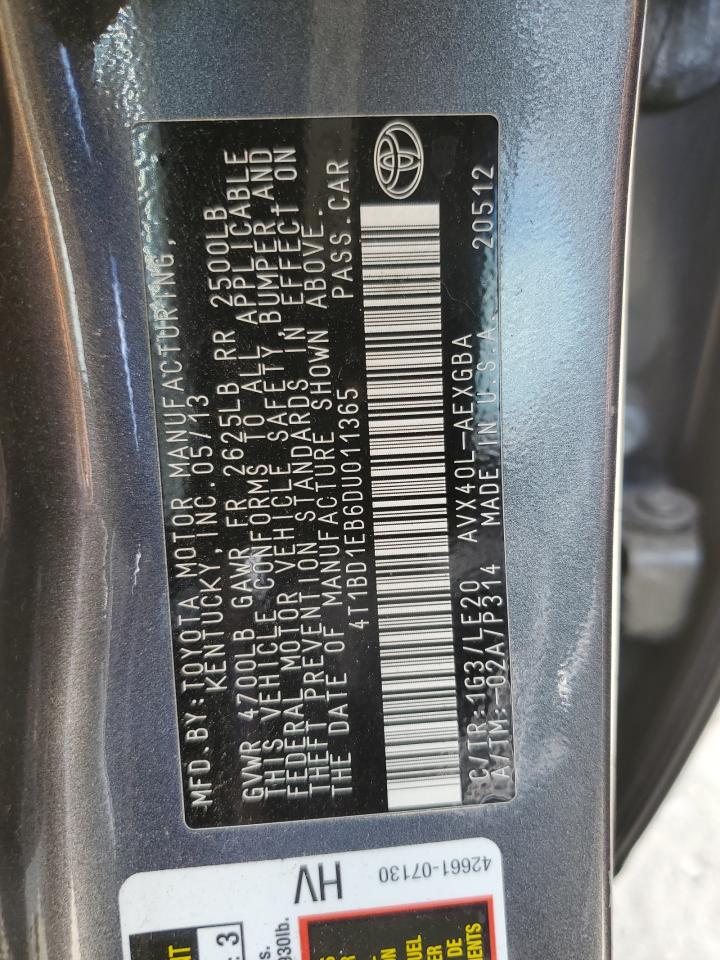 MFD.BY:TOYOTA MOTOR MANUFACTURING,
KENTUCKY,INC.05/13
GVWR 4700LB GAWR FR 2625LB RR 2500LB
THIS VEHICLE CONFORMS TO ALL APPLICABLE
FEDERAL MOTOR VEHICLE SAFETY,BUMPER,AND
THEFT PREVENTION STANDARDS IN EFFECT ON
THE DATE OF MANUFACTURE SHOWN ABOVE.
4T1BD1EB6DU011365 PASS.CAR
C/TR:1G3/LE20 AVX40L-AEXGBA 20512
A/TM:-02A/P314 MADE IN U.S.A.
HV
42661-07130
3
330lb.
DE